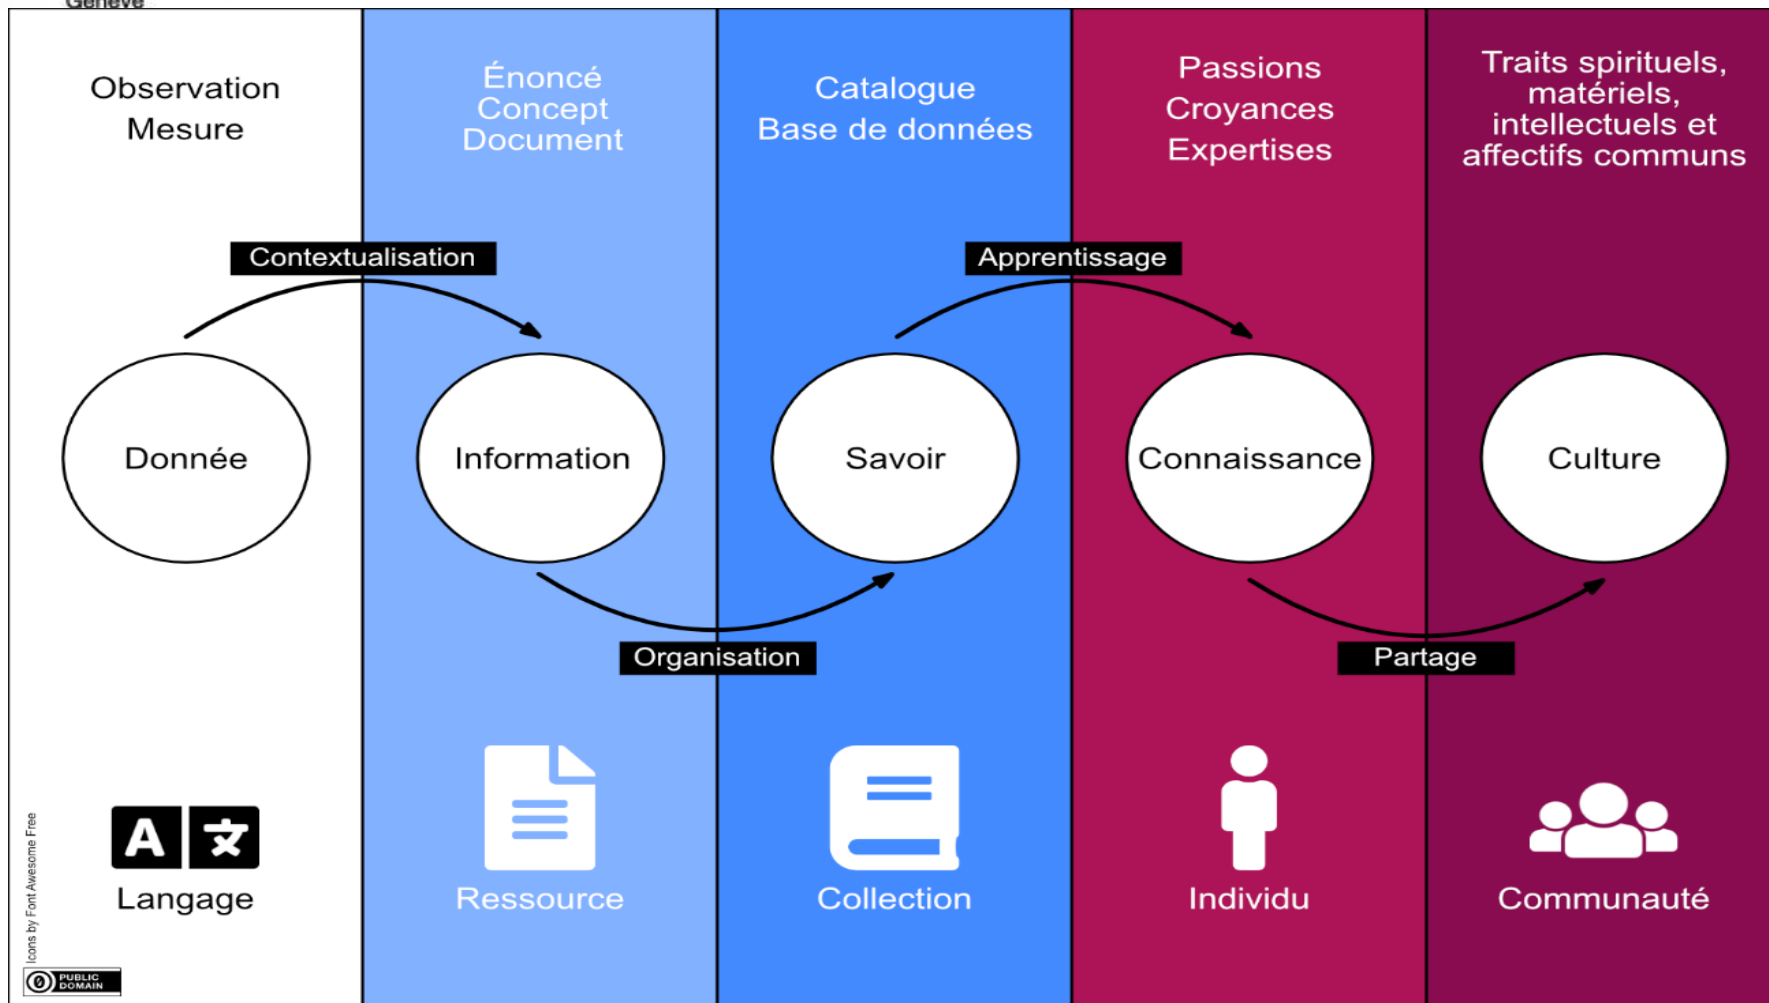 Genève
Observation
Mesure
Énoncé
Concept
Document
Catalogue
Base de données
Passions
Croyances
Expertises
Traits spirituels,
matériels,
intellectuels et
affectifs communs
Contextualisation
Apprentissage
Donnée
Information
Savoir
Connaissance
Culture
Organisation
Partage
A 文
Langage
Ressource
Collection
Individu
Communauté
Icons by Font Awesome Free
0 PUBLIC
DOMAIN